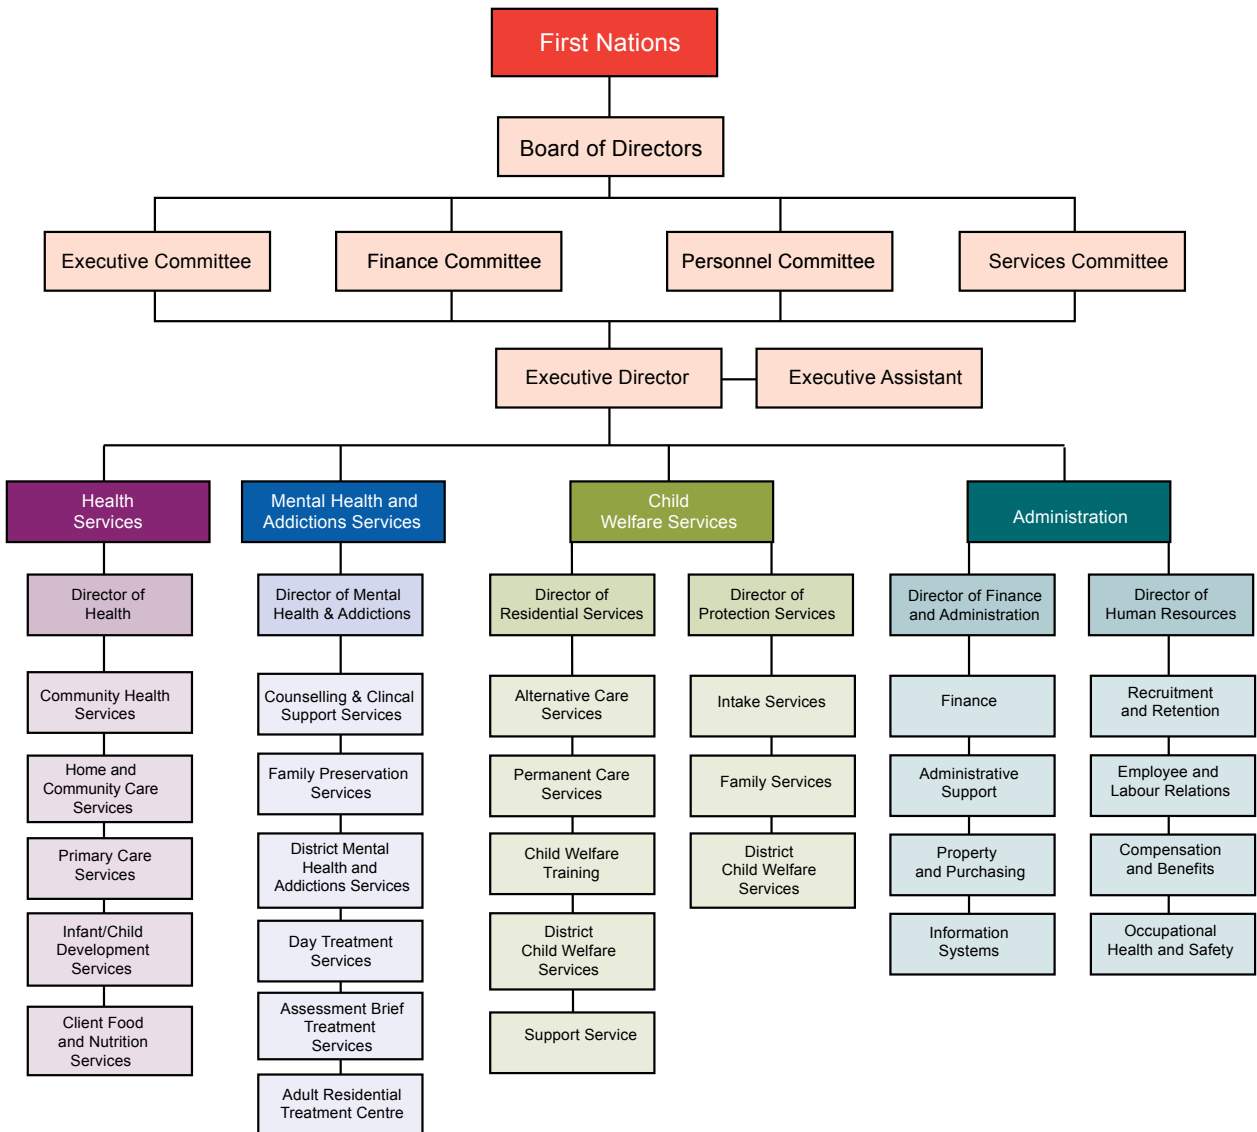 First Nations
Board of Directors
Executive Committee
Finance Committee
Personnel Committee
Services Committee
Executive Director
Executive Assistant
Health
Services
Mental Health and
Addictions Services
Child
Welfare Services
Administration
Director of
Health
Director of Mental
Health & Addictions
Director of
Residential Services
Director of
Protection Services
Director of Finance
and Administration
Director of
Human Resources
Community Health
Services
Home and
Community Care
Services
Primary Care
Services
Infant/Child
Development
Services
Client Food
and Nutrition
Services
Counselling & Clincal
Support Services
Family Preservation
Services
District Mental
Health and
Addictions Services
Day Treatment
Services
Assessment Brief
Treatment
Services
Adult Residential
Treatment Centre
Alternative Care
Services
Permanent Care
Services
Child Welfare
Training
District
Child Welfare
Services
Support Service
Intake Services
Family Services
District
Child Welfare
Services
Finance
Administrative
Support
Property
and Purchasing
Information
Systems
Recruitment
and Retention
Employee and
Labour Relations
Compensation
and Benefits
Occupational
Health and Safety